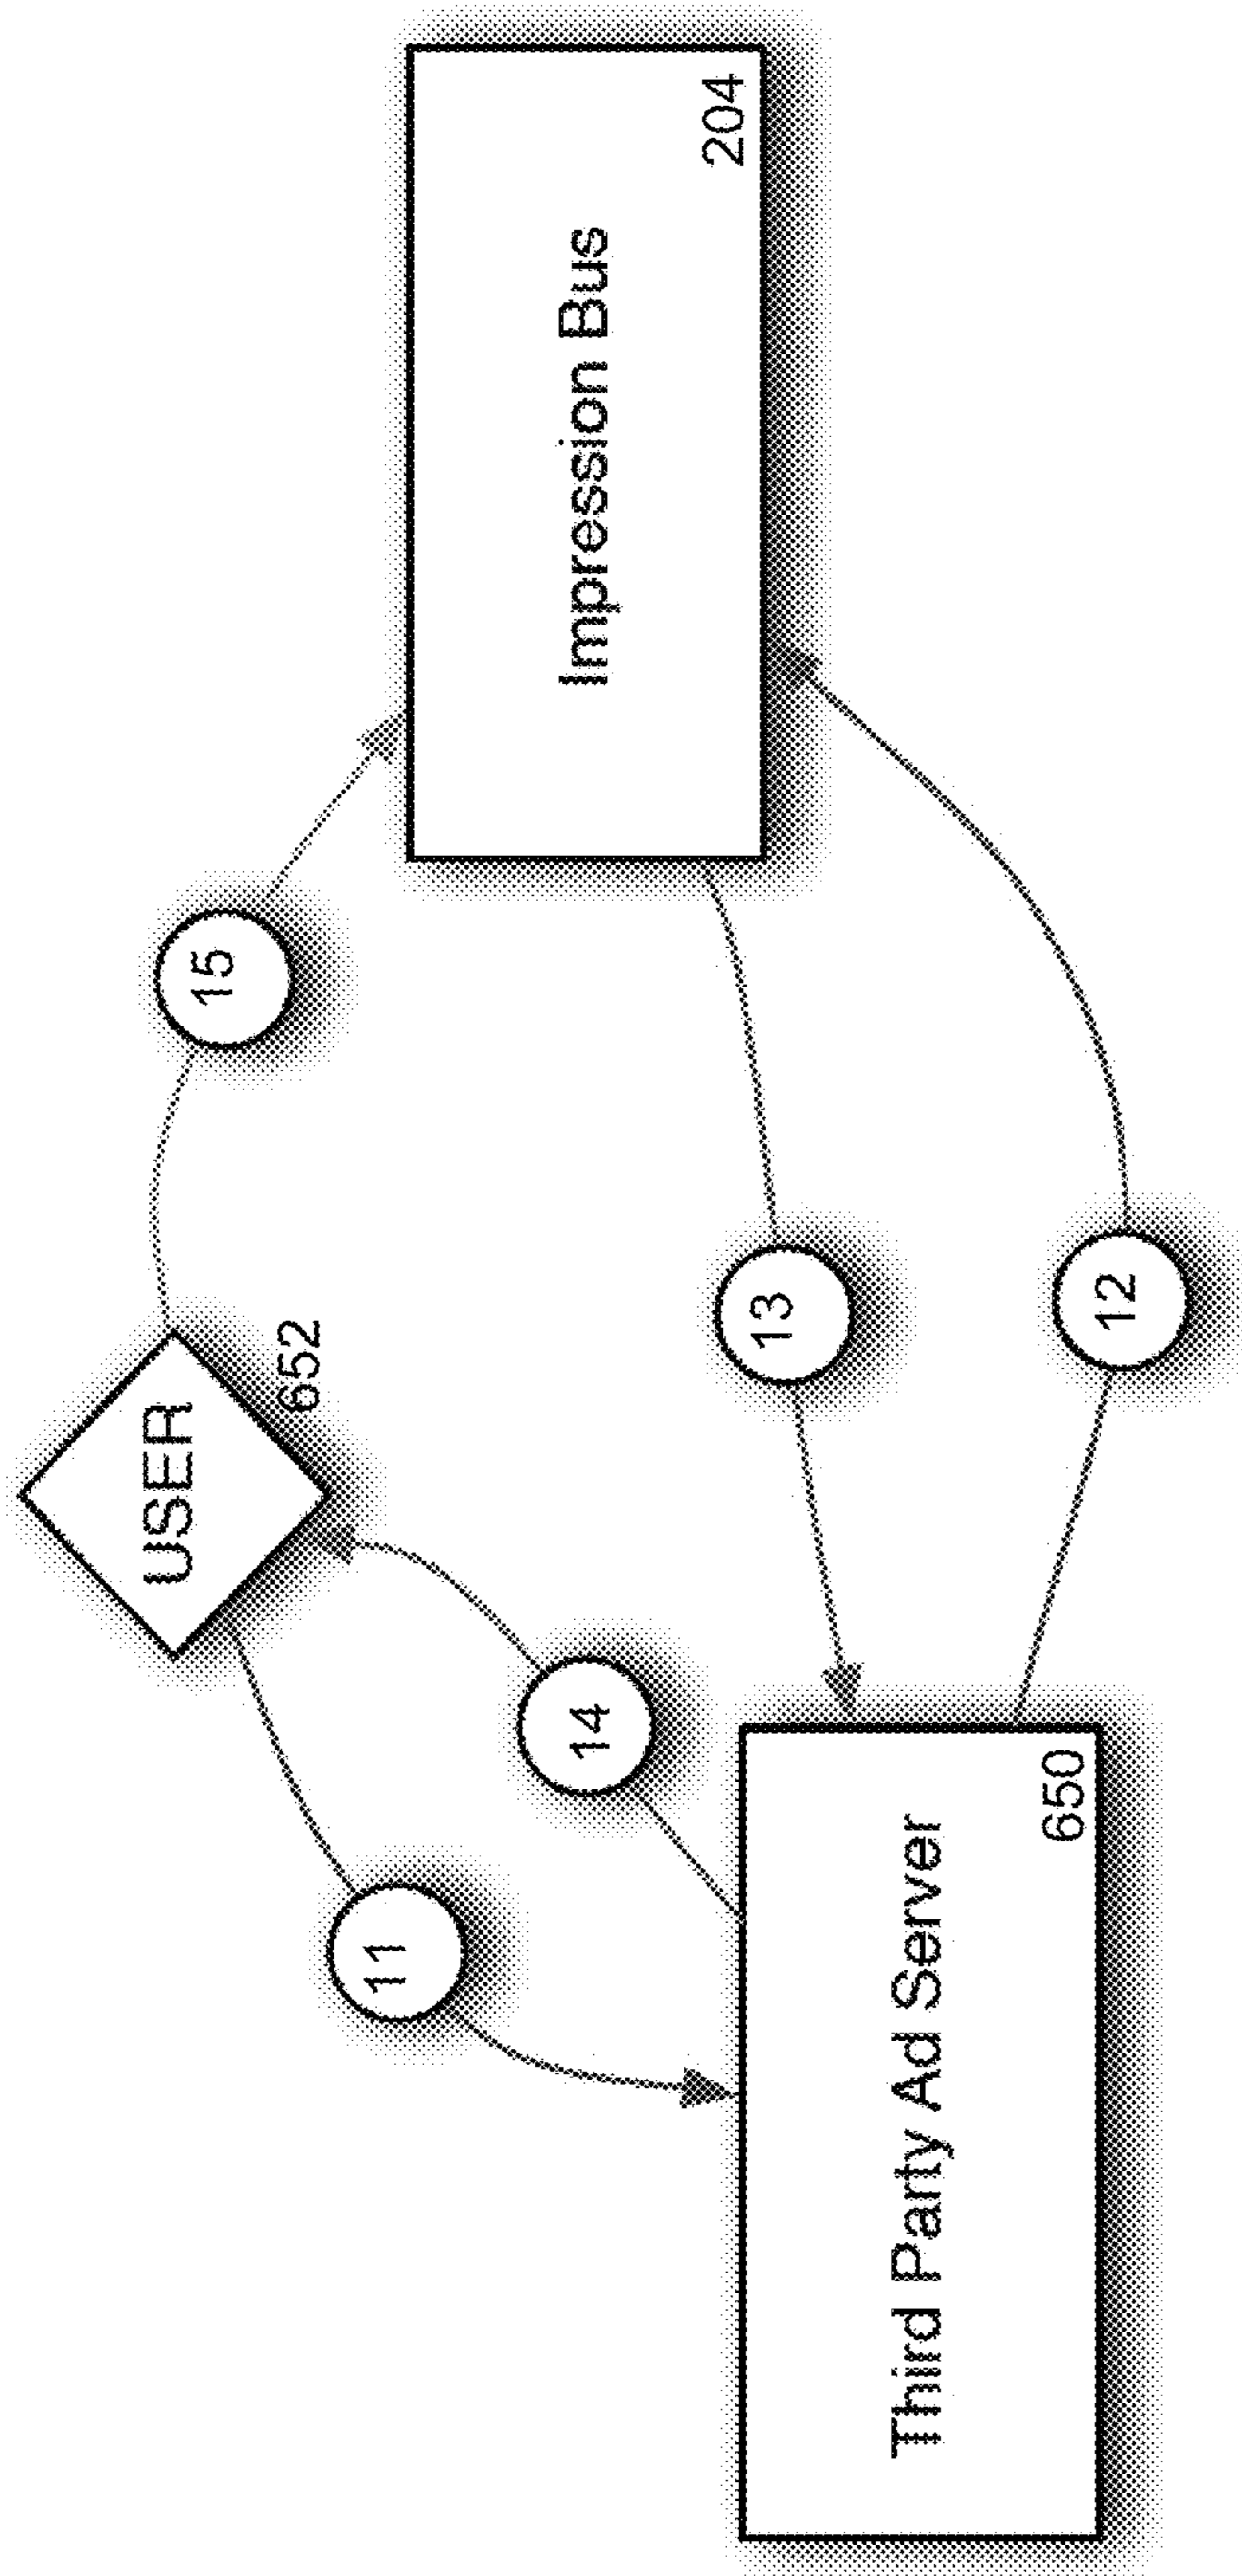 USER
652
15
11
14
Impression Bus
204
13
12
Third Party Ad Server
650